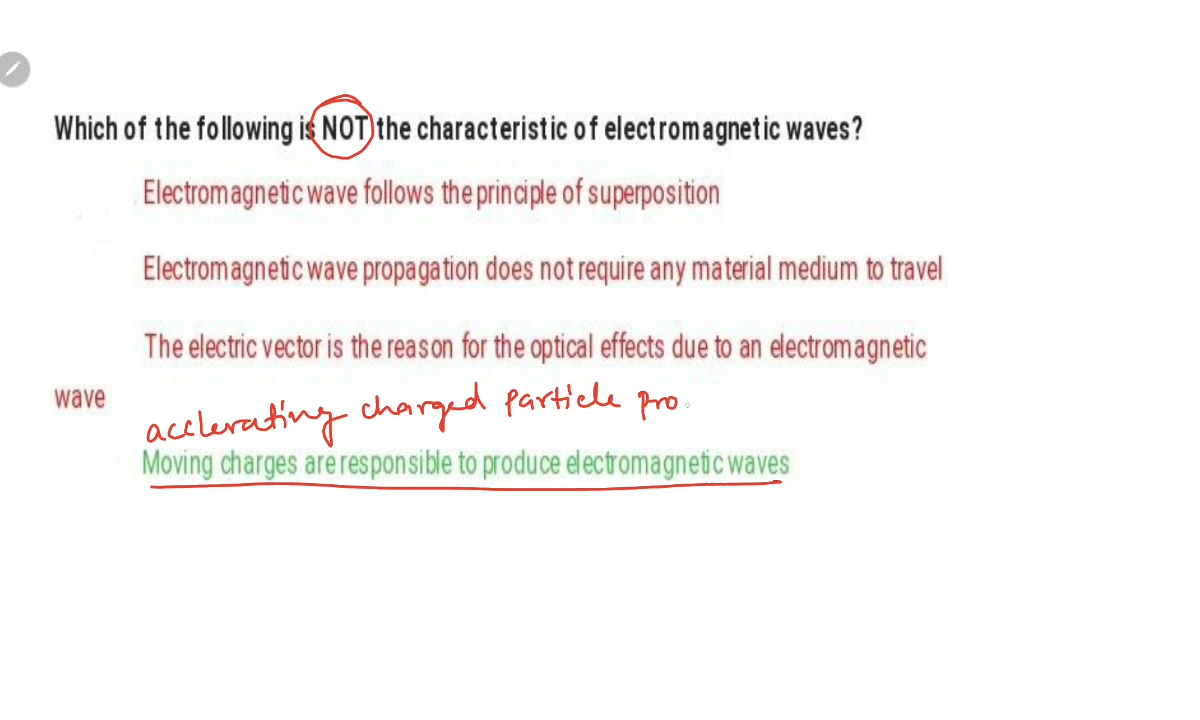 Which of the following is NOT the characteristic of electromagnetic waves?
Electromagnetic wave follows the principle of superposition
Electromagnetic wave propagation does not require any material medium to travel
The electric vector is the reason for the optical effects due to an electromagnetic
wave
acclerating charged particle pro
Moving charges are responsible to produce electromagnetic waves